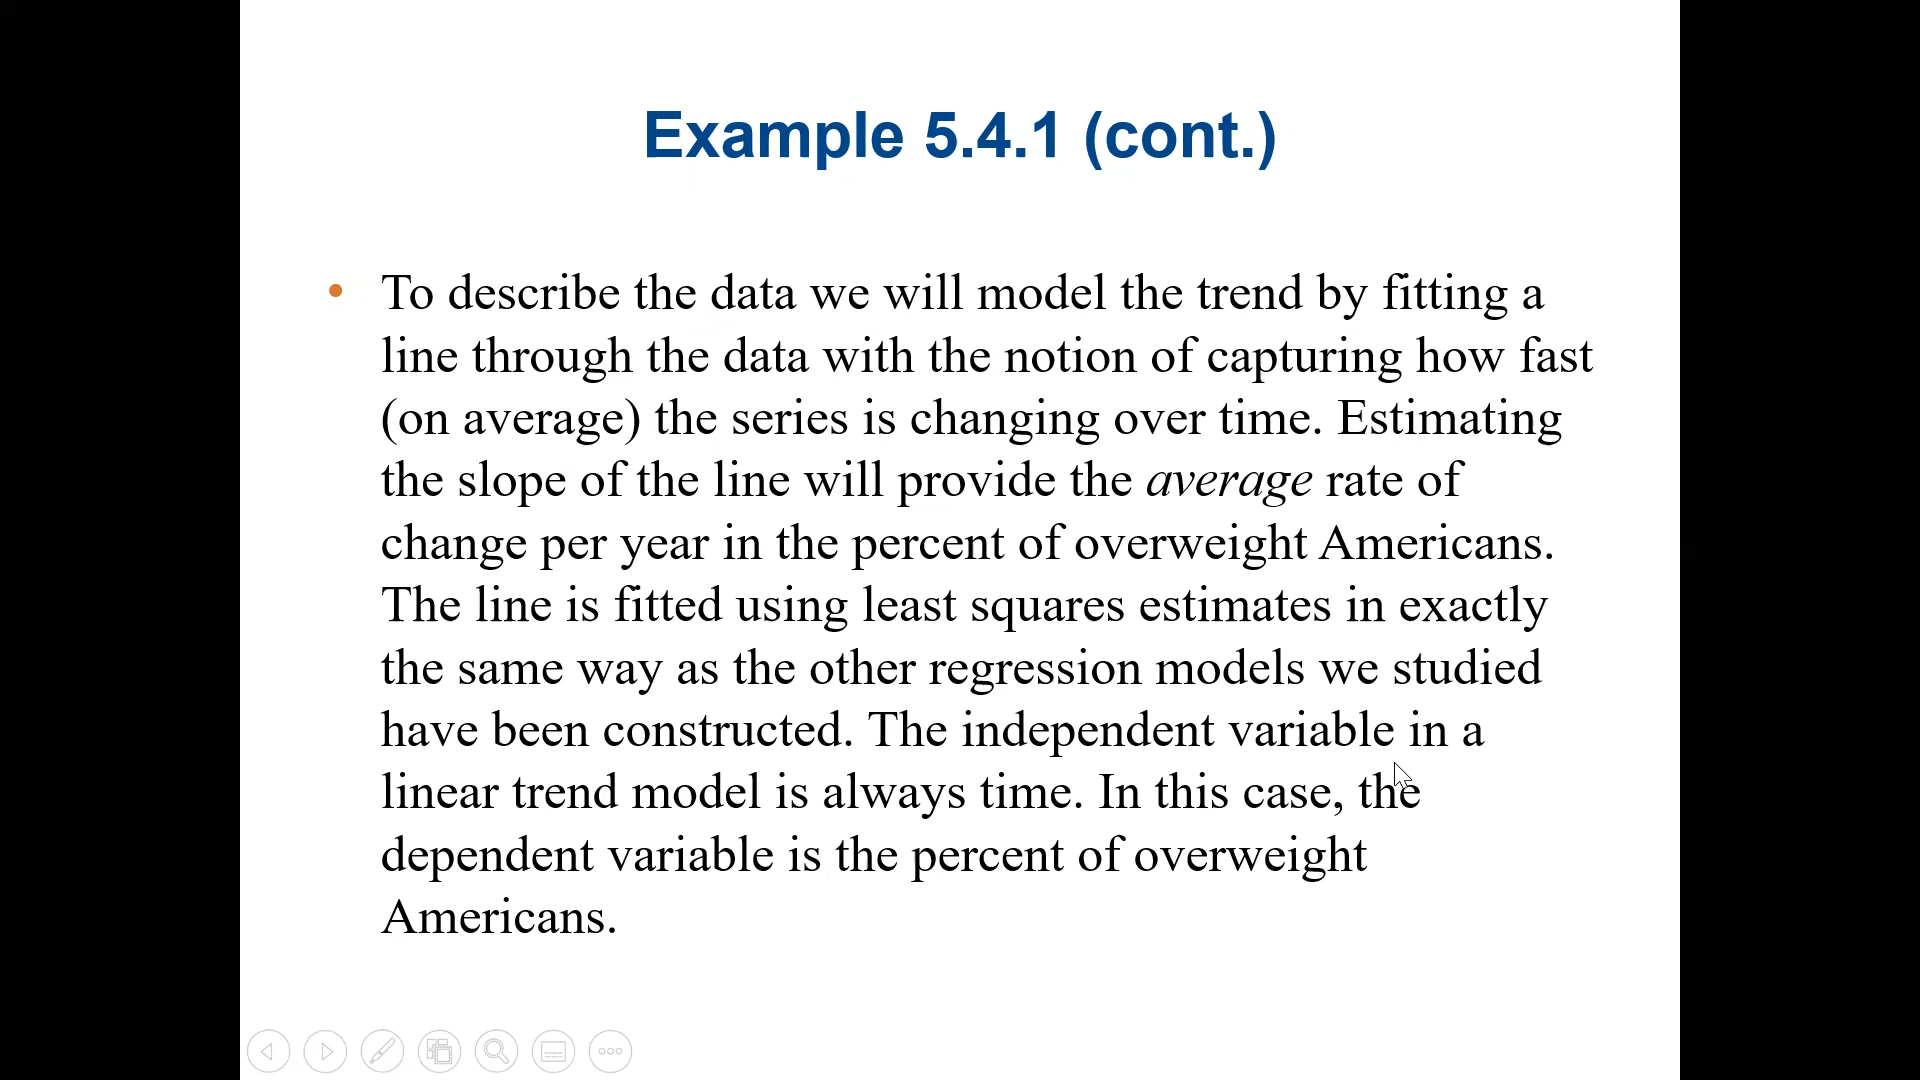 Example 5.4.1 (cont.)
• To describe the data we will model the trend by fitting a
line through the data with the notion of capturing how fast
(on average) the series is changing over time. Estimating
the slope of the line will provide the average rate of
change per year in the percent of overweight Americans.
The line is fitted using least squares estimates in exactly
the same way as the other regression models we studied
have been constructed. The independent variable in a
linear trend model is always time. In this case, the
dependent variable is the percent of overweight
Americans.